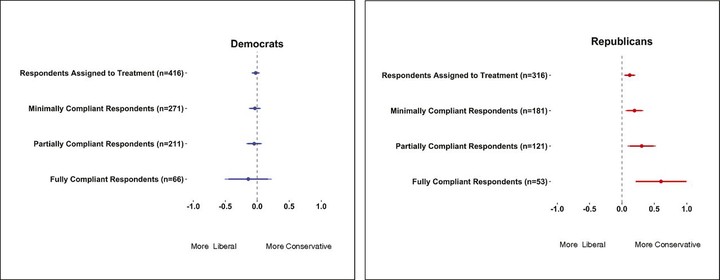 Democrats
Respondents Assigned to Treatment (n=416)
Minimally Compliant Respondents (n=271)
Partially Compliant Respondents (n=211)
Fully Compliant Respondents (n=66)
-1.0 -0.5 0.0 0.5 1.0
More Liberal More Conservative
Republicans
Respondents Assigned to Treatment (n=316)
Minimally Compliant Respondents (n=181)
Partially Compliant Respondents (n=121)
Fully Compliant Respondents (n=53)
-1.0 -0.5 0.0 0.5 1.0
More Liberal More Conservative